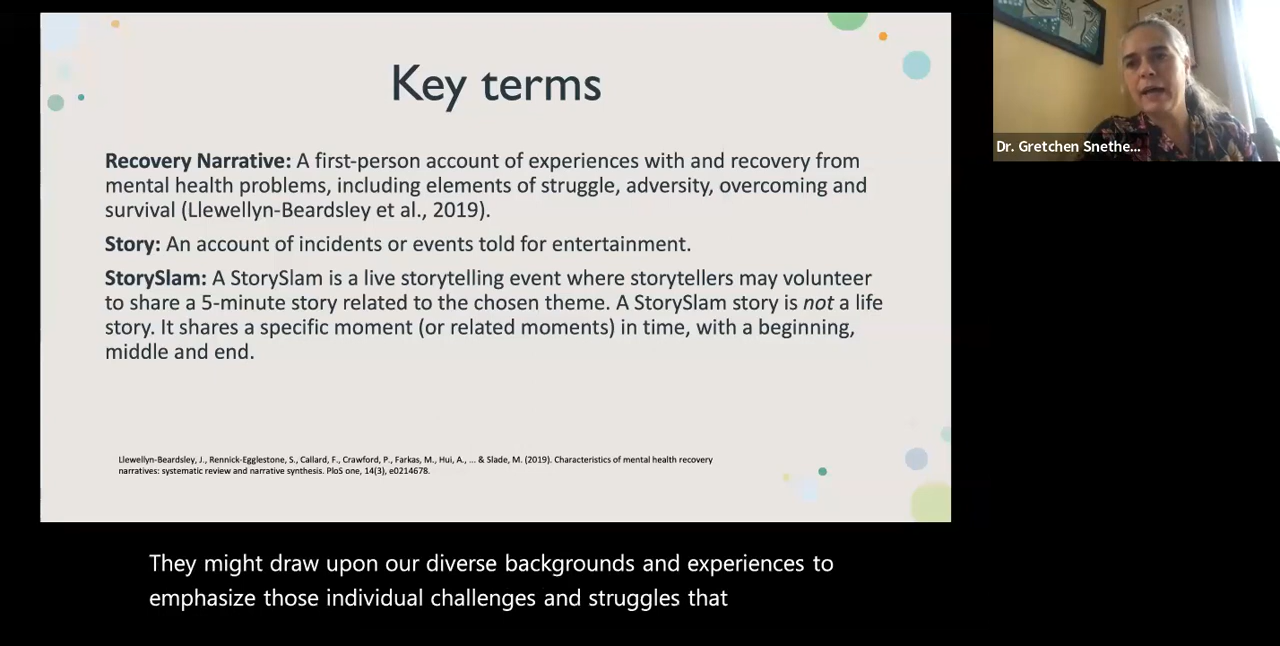 Key terms
Recovery Narrative: A first-person account of experiences with and recovery from
mental health problems, including elements of struggle, adversity, overcoming and
survival (Llewellyn-Beardsley et al., 2019).
Story: An account of incidents or events told for entertainment.
StorySlam: A StorySlam is a live storytelling event where storytellers may volunteer
to share a 5-minute story related to the chosen theme. A StorySlam story is not a life
story. It shares a specific moment (or related moments) in time, with a beginning,
middle and end.
Llewellyn-Beardsley, J., Rennick-Egglestone, S., Callard, F., Crawford, P., Farkas, M., Hui, A., ... & Slade, M. (2019). Characteristics of mental health recovery
narratives: systematic review and narrative synthesis. PloS one, 14(3), e0214678.
Dr. Gretchen Snethe...
They might draw upon our diverse backgrounds and experiences to
emphasize those individual challenges and struggles that